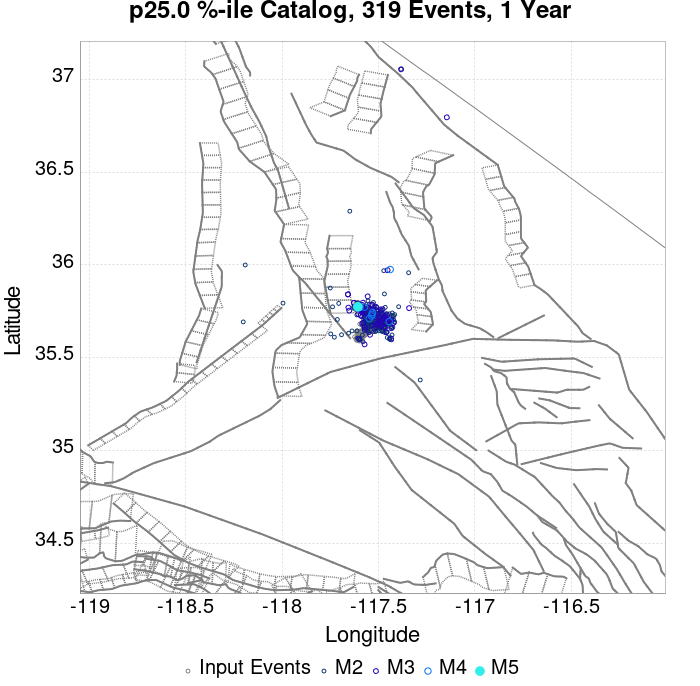 p25.0 %-ile Catalog, 319 Events, 1 Year
37
36.5
36
35.5
35
34.5
Latitude
-119
-118.5
-118
-117.5
-117
-116.5
Longitude
Input Events
M2
M3
M4
M5